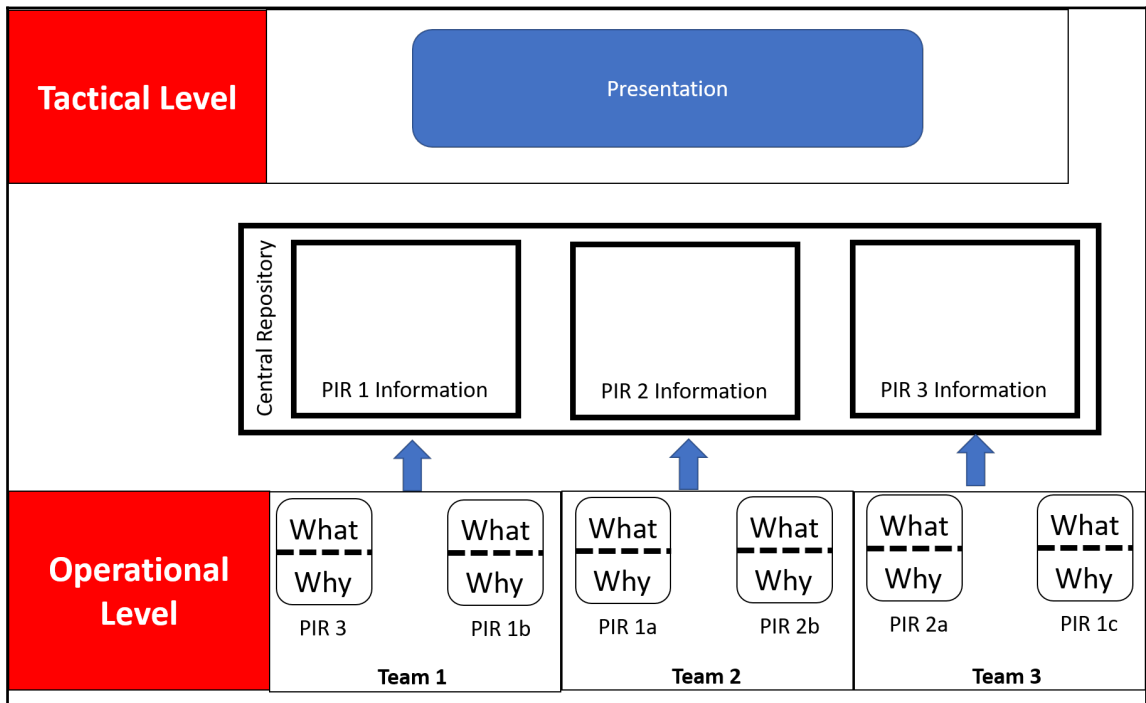 Tactical Level
Presentation
Central Repository
PIR 1 Information
PIR 2 Information
PIR 3 Information
Operational
Level
What
Why
PIR 3
What
Why
PIR 1b
Team 1
What
Why
PIR 1a
What
Why
PIR 2b
Team 2
What
Why
PIR 2a
What
Why
PIR 1c
Team 3